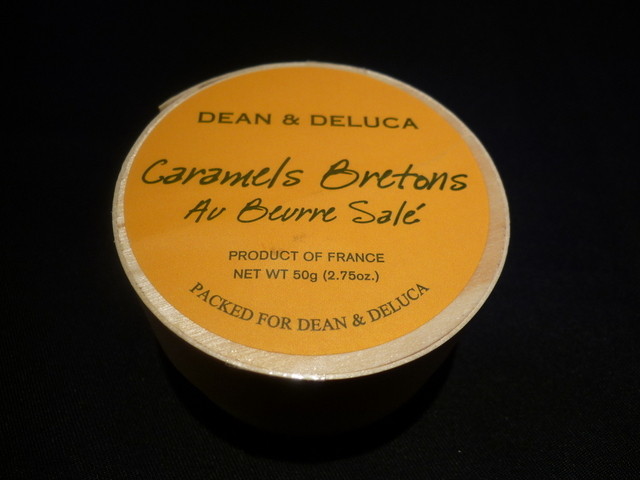 DEAN & DELUCA
Caramels Bretons
Au Beurre Salé
PRODUCT OF FRANCE
NET WT 50g (2.75oz.)
PACKED FOR DEAN & DELUCA